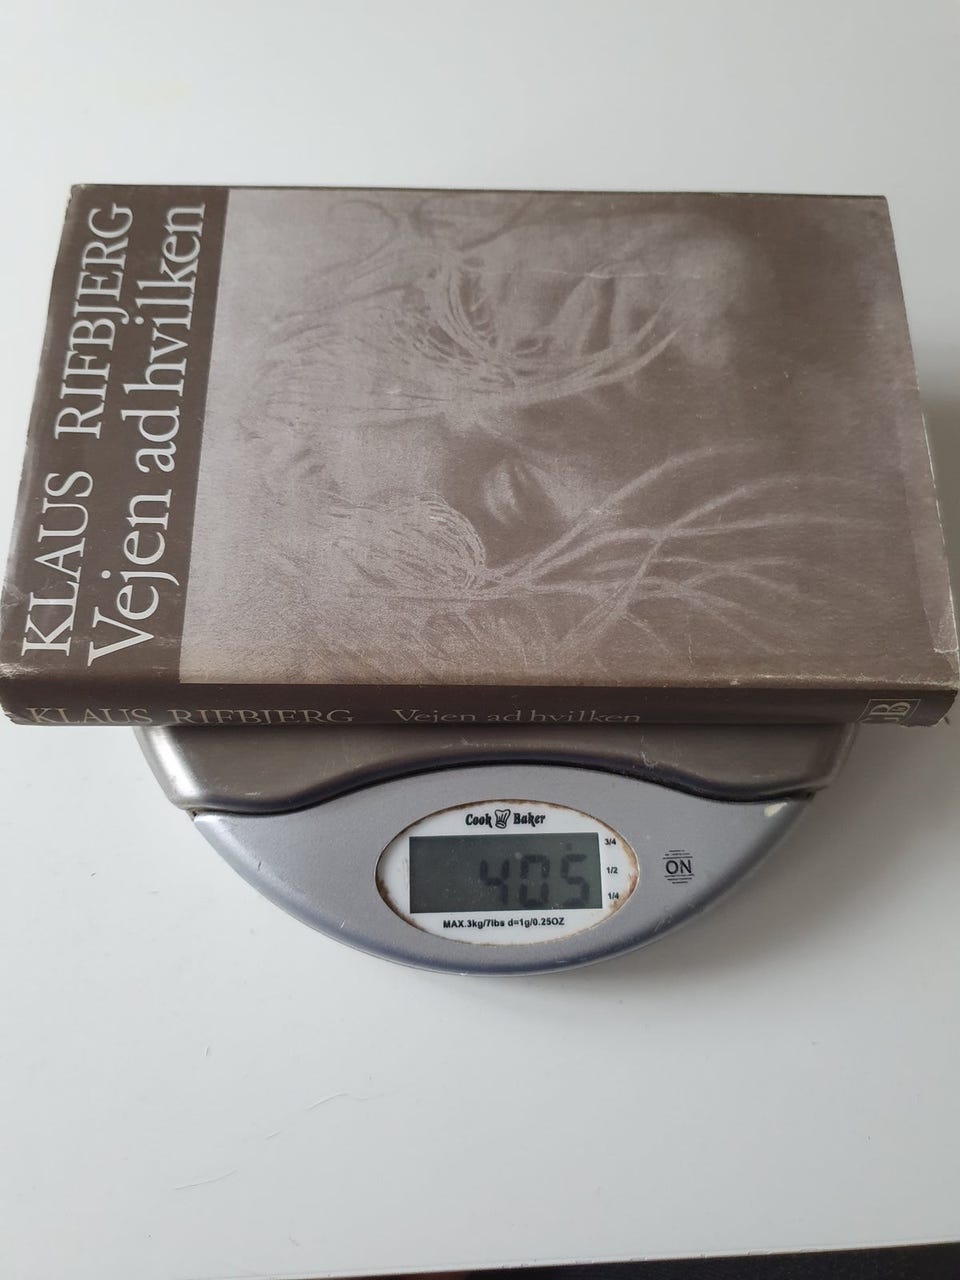 KLAUS RIFBJERG
Vejen ad hvilken
KLAUS RIFBJERG Vejen ad hvilken
GB
Cook Baker
405
3/4
1/2
1/4
ON
MAX.3kg/7lbs d=1g/0.25OZ